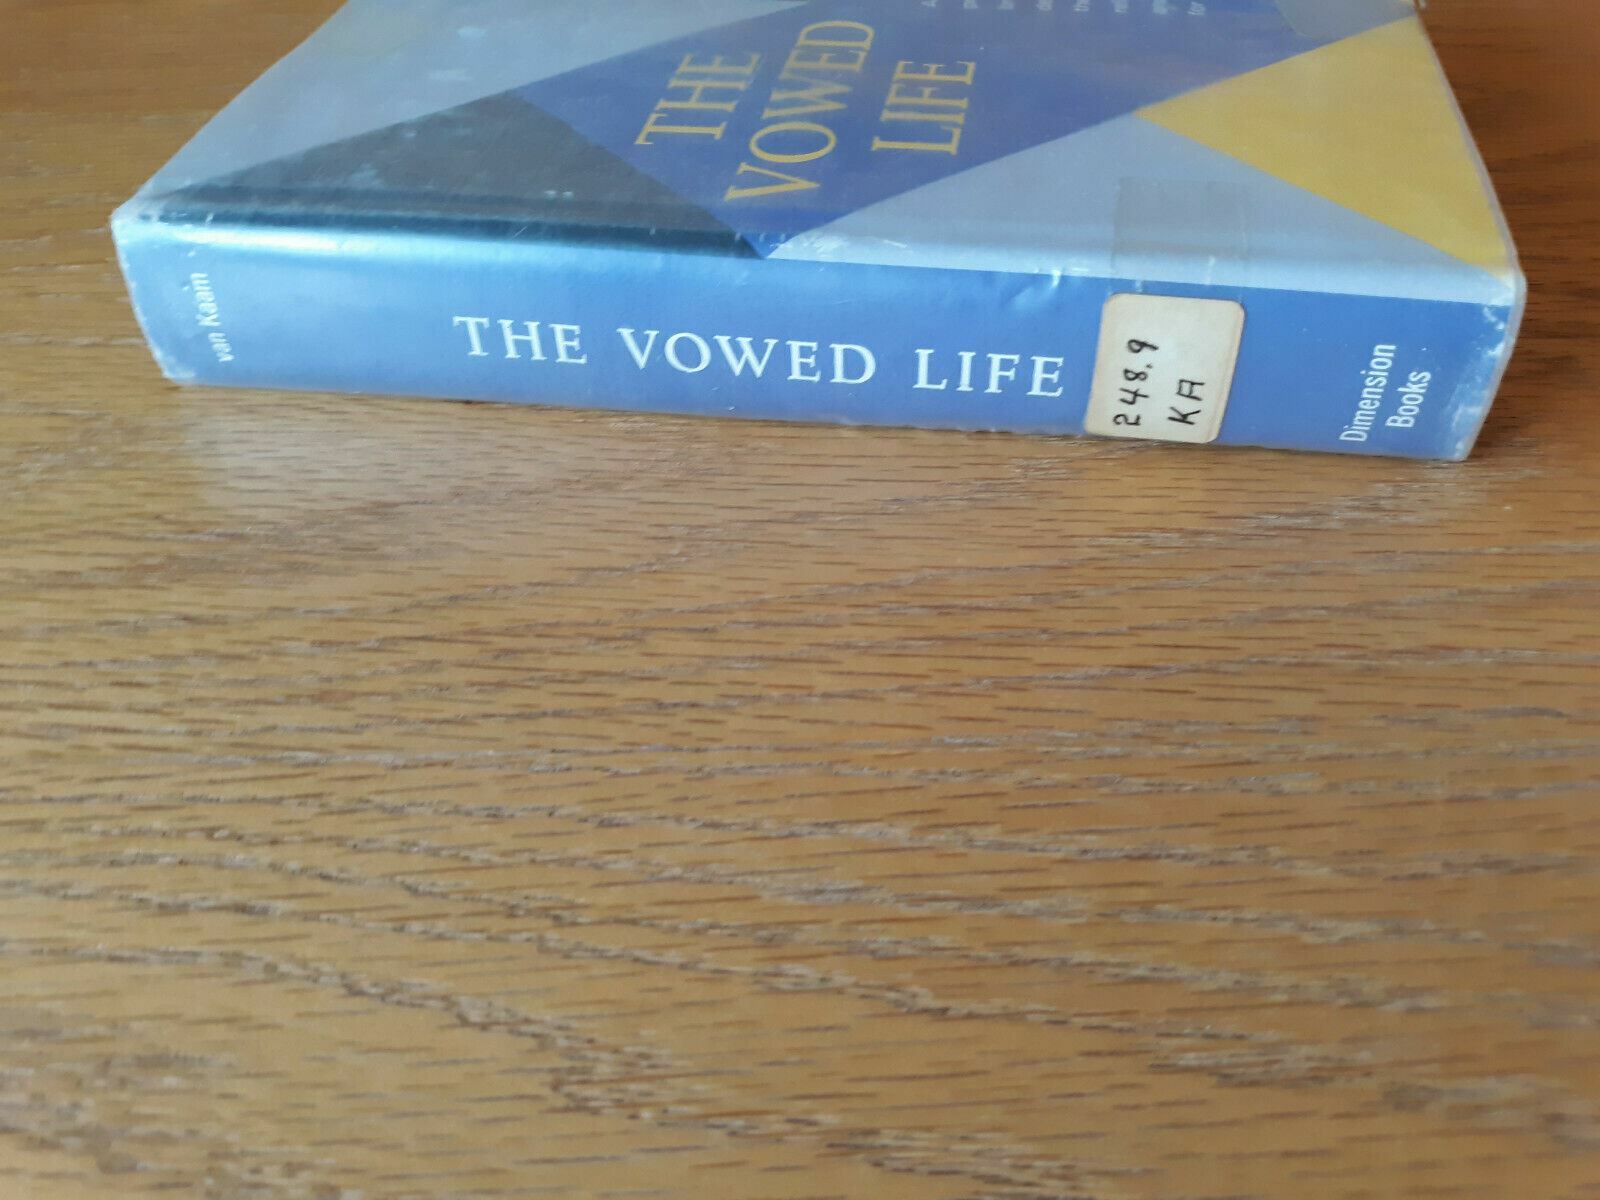 THE
VOWED
LIFE
van Kaam
THE VOWED LIFE
248.9
KA
Dimension
Books